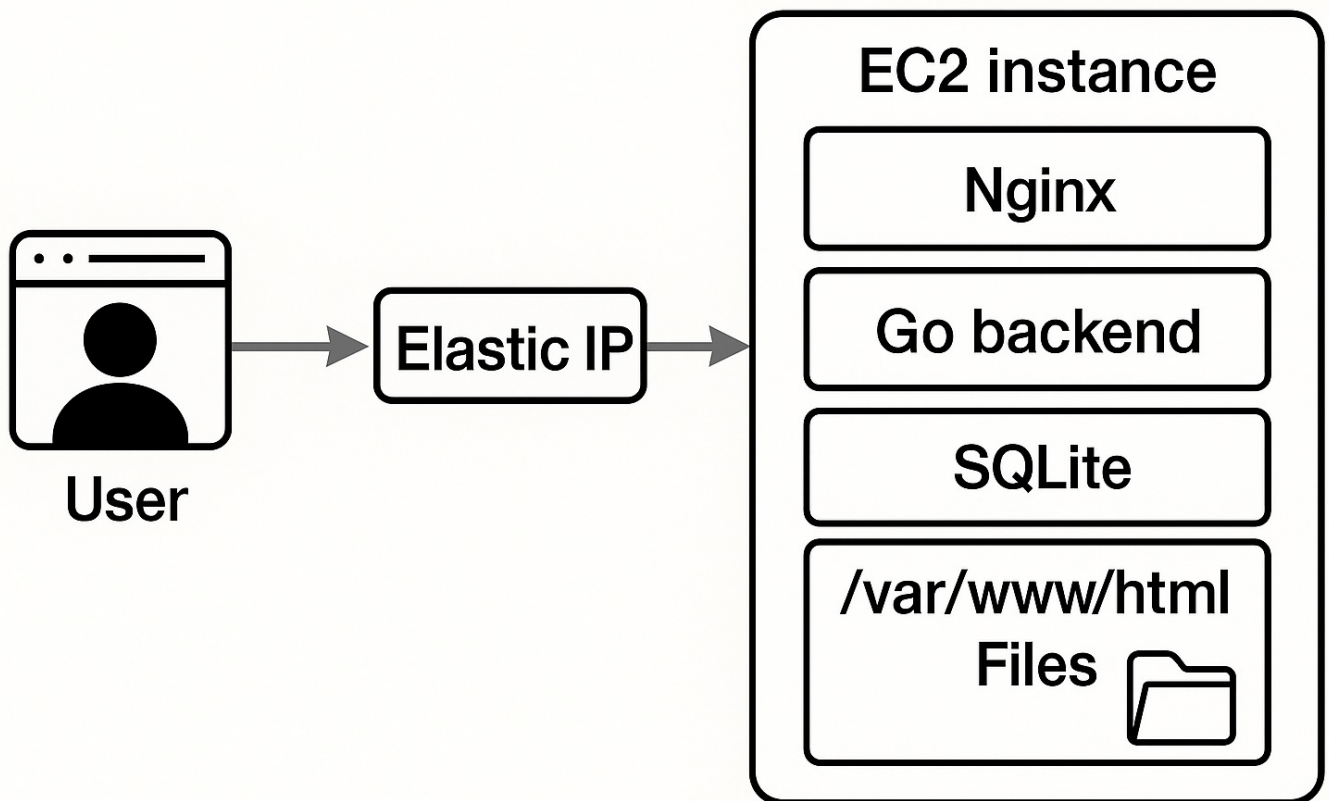 User
Elastic IP
EC2 instance
Nginx
Go backend
SQLite
/var/www/html
Files